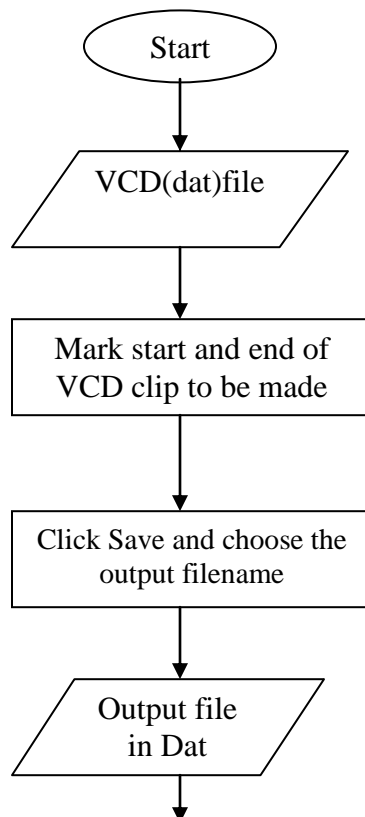 Start
VCD(dat)file
Mark start and end of
VCD clip to be made
Click Save and choose the
output filename
Output file
in Dat